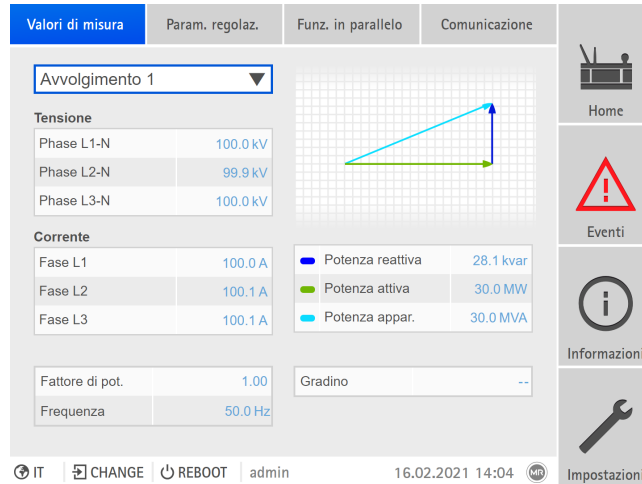 Valori di misura Param. regolaz. Funz. in parallelo Comunicazione
Avvolgimento 1
Tensione
Phase L1-N 100.0 kV
Phase L2-N 99.9 kV
Phase L3-N 100.0 kV
Corrente
Fase L1 100.0 A
Fase L2 100.1 A
Fase L3 100.1 A
Potenza reattiva 28.1 kvar
Potenza attiva 30.0 MW
Potenza appar. 30.0 MVA
Fattore di pot. 1.00
Frequenza 50.0 Hz
Gradino --
Home
Eventi
Informazioni
Impostazioni
IT CHANGE REBOOT admin 16.02.2021 14:04 MR